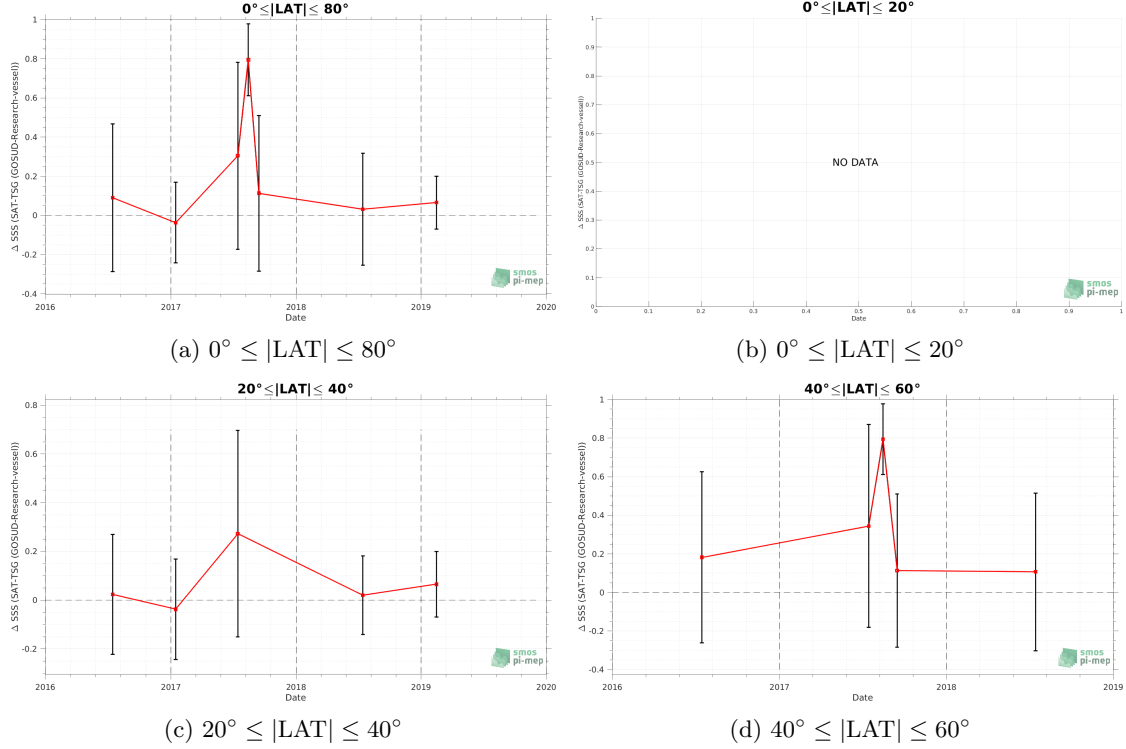 0°≤|LAT|≤ 80°
Δ SSS (SAT-TSG (GOSUD-Research-vessel))
1
0.8
0.6
0.4
0.2
0
-0.2
-0.4
2016 2017 2018 2019 2020
Date
smos
pi-mep
(a) 0° ≤ |LAT| ≤ 80°
0°≤|LAT|≤ 20°
Δ SSS (SAT-TSG (GOSUD-Research-vessel))
1
0.9
0.8
0.7
0.6
0.5
0.4
0.3
0.2
0.1
0
NO DATA
0 0.1 0.2 0.3 0.4 0.5 0.6 0.7 0.8 0.9 1
Date
smos
pi-mep
(b) 0° ≤ |LAT| ≤ 20°
20°≤|LAT|≤ 40°
Δ SSS (SAT-TSG (GOSUD-Research-vessel))
0.8
0.6
0.4
0.2
0
-0.2
2016 2017 2018 2019 2020
Date
smos
pi-mep
(c) 20° ≤ |LAT| ≤ 40°
40°≤|LAT|≤ 60°
Δ SSS (SAT-TSG (GOSUD-Research-vessel))
1
0.8
0.6
0.4
0.2
0
-0.2
-0.4
2016 2017 2018 2019
Date
smos
pi-mep
(d) 40° ≤ |LAT| ≤ 60°